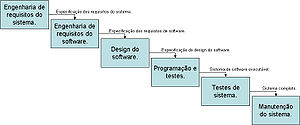 Engenharia de
requisitos do
sistema.
Especificação dos requisitos do sistema.
Engenharia de
requisitos do
software.
Especificação dos requisitos de software.
Design do
software.
Especificação do design do software.
Programação e
testes.
Sistema de software executável.
Testes de
sistema.
Sistema completo.
Manutenção
do sistema.